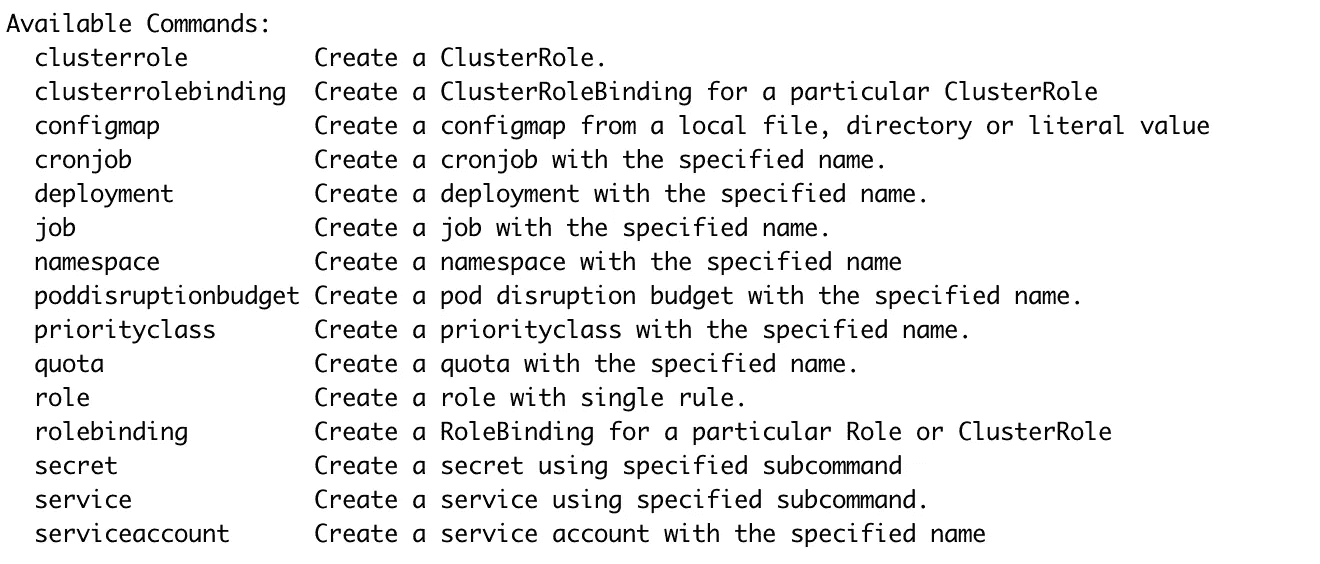 Available Commands:
clusterrole Create a ClusterRole.
clusterrolebinding Create a ClusterRoleBinding for a particular ClusterRole
configmap Create a configmap from a local file, directory or literal value
cronjob Create a cronjob with the specified name.
deployment Create a deployment with the specified name.
job Create a job with the specified name.
namespace Create a namespace with the specified name
poddisruptionbudget Create a pod disruption budget with the specified name.
priorityclass Create a priorityclass with the specified name.
quota Create a quota with the specified name.
role Create a role with single rule.
rolebinding Create a RoleBinding for a particular Role or ClusterRole
secret Create a secret using specified subcommand
service Create a service using specified subcommand.
serviceaccount Create a service account with the specified name